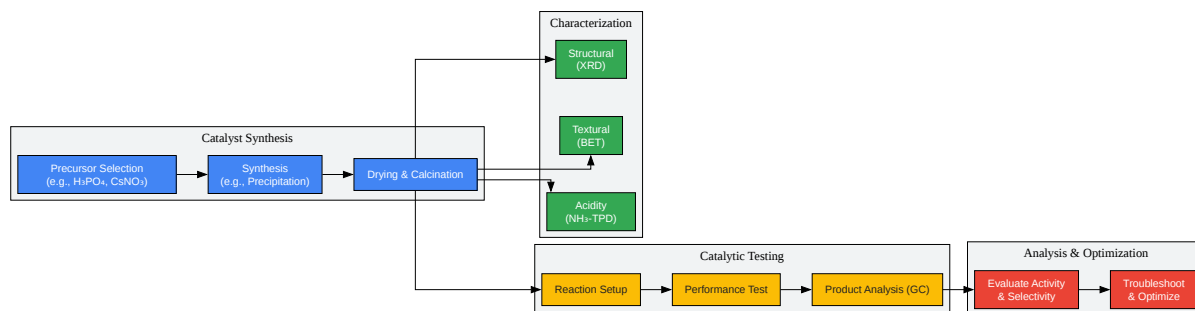 Characterization
Structural
(XRD)
Textural
(BET)
Acidity
(NH₃-TPD)
Catalyst Synthesis
Precursor Selection
(e.g., H₃PO₄, CsNO₃)
Synthesis
(e.g., Precipitation)
Drying & Calcination
Catalytic Testing
Reaction Setup
Performance Test
Product Analysis (GC)
Analysis & Optimization
Evaluate Activity
& Selectivity
Troubleshoot
& Optimize